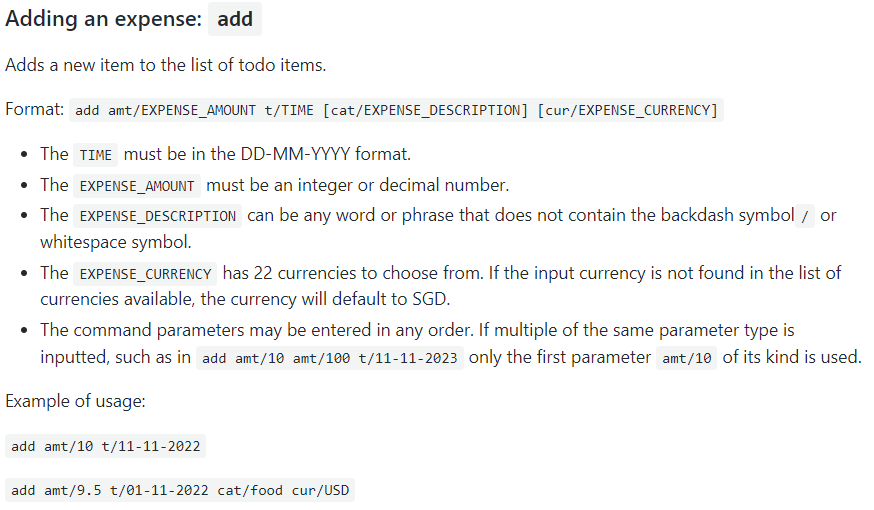 Adding an expense: add
Adds a new item to the list of todo items.
Format: add amt/EXPENSE_AMOUNT t/TIME [cat/EXPENSE_DESCRIPTION] [cur/EXPENSE_CURRENCY]
• The TIME must be in the DD-MM-YYYY format.
• The EXPENSE_AMOUNT must be an integer or decimal number.
• The EXPENSE_DESCRIPTION can be any word or phrase that does not contain the backdash symbol / or
whitespace symbol.
• The EXPENSE_CURRENCY has 22 currencies to choose from. If the input currency is not found in the list of
currencies available, the currency will default to SGD.
• The command parameters may be entered in any order. If multiple of the same parameter type is
inputted, such as in add amt/10 amt/100 t/11-11-2023 only the first parameter amt/10 of its kind is used.
Example of usage:
add amt/10 t/11-11-2022
add amt/9.5 t/01-11-2022 cat/food cur/USD